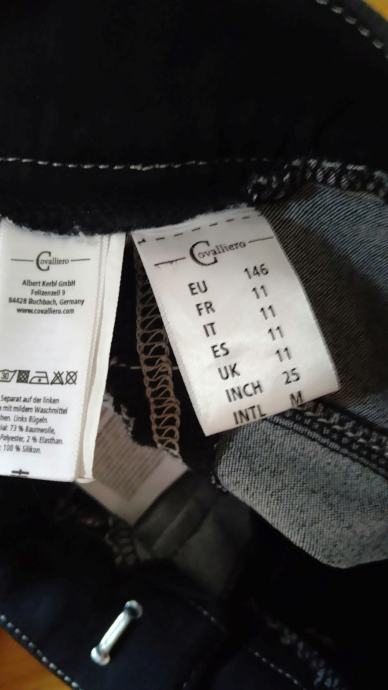 Covalliero
Albert Kerbl GmbH
Felizenzell 9
84428 Buchbach, Germany
www.covalliero.com
30
Separat auf der linken
mit mildem Waschmittel
Links Bügeln
73 % Baumwolle,
Polyester, 2 % Elasthan.
100 % Silikon.
Covalliero
EU 146
FR 11
IT 11
ES 11
UK 11
INCH 25
INTL M